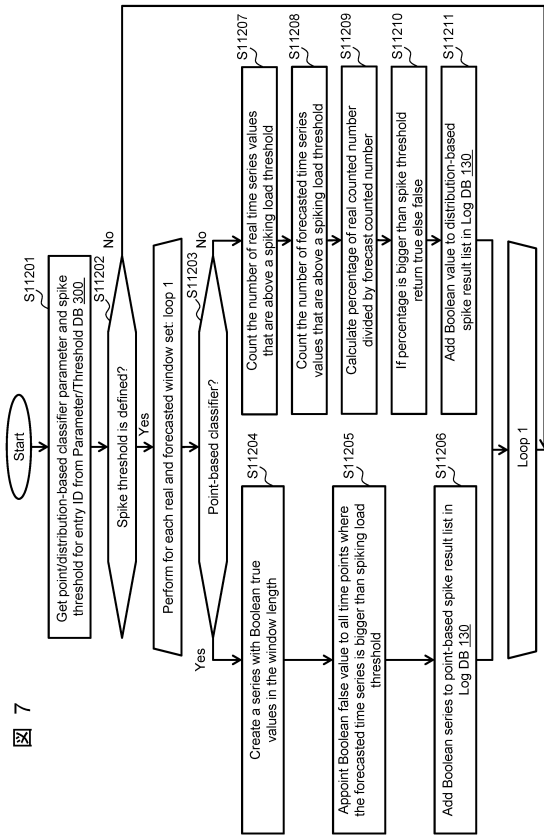 図 7
Start
S11201
Get point/distribution-based classifier parameter and spike
threshold for entry ID from Parameter/Threshold DB 300
S11202
Spike threshold is defined?
No
Yes
Perform for each real and forecasted window set: loop 1
S11203
Point-based classifier?
Yes
No
S11204
Create a series with Boolean true
values in the window length
S11205
Appoint Boolean false value to all time points where
the forecasted time series is bigger than spiking load
threshold
S11206
Add Boolean series to point-based spike result list in
Log DB 130
S11207
Count the number of real time series values
that are above a spiking load threshold
S11208
Count the number of forecasted time series
values that are above a spiking load threshold
S11209
Calculate percentage of real counted number
divided by forecast counted number
S11210
If percentage is bigger than spike threshold
return true else false
S11211
Add Boolean value to distribution-based
spike result list in Log DB 130
Loop 1